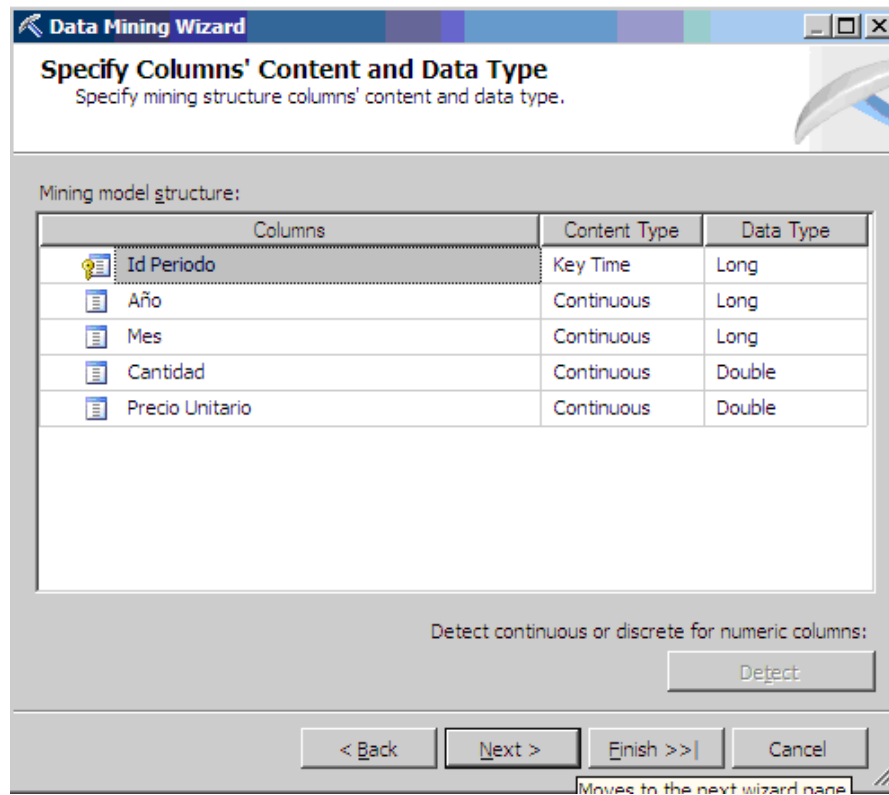 Data Mining Wizard
Specify Columns' Content and Data Type
Specify mining structure columns' content and data type.
Mining model structure:
Columns Content Type Data Type
Id Periodo Key Time Long
Año Continuous Long
Mes Continuous Long
Cantidad Continuous Double
Precio Unitario Continuous Double
Detect continuous or discrete for numeric columns:
Detect
< Back Next > Finish >>| Cancel
Moves to the next wizard page